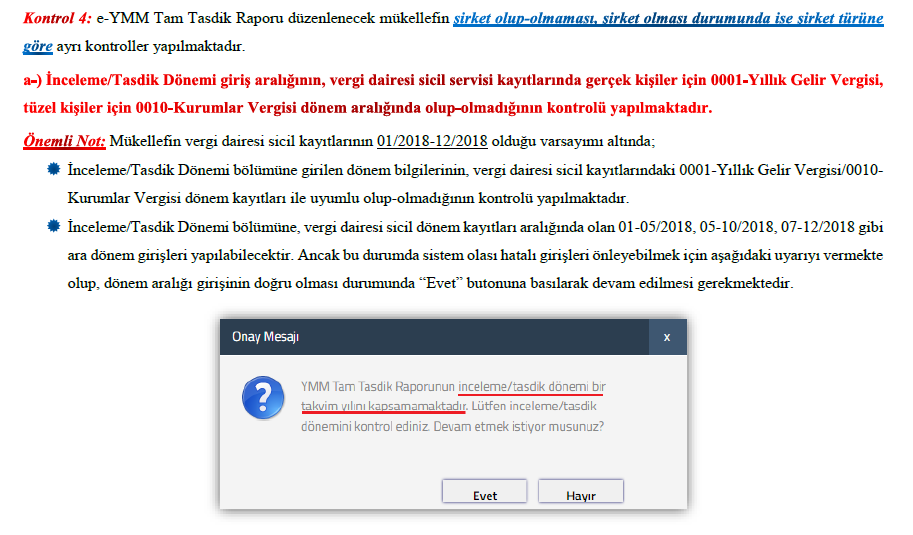 Kontrol 4: e-YMM Tam Tasdik Raporu düzenlenecek mükellefin şirket olup-olmaması, şirket olması durumunda ise şirket türüne
göre ayrı kontroller yapılmaktadır.
a-) İnceleme/Tasdik Dönemi giriş aralığının, vergi dairesi sicil servisi kayıtlarında gerçek kişiler için 0001-Yıllık Gelir Vergisi,
tüzel kişiler için 0010-Kurumlar Vergisi dönem aralığında olup-olmadığının kontrolü yapılmaktadır.
Önemli Not: Mükellefin vergi dairesi sicil kayıtlarının 01/2018-12/2018 olduğu varsayımı altında;
İnceleme/Tasdik Dönemi bölümüne girilen dönem bilgilerinin, vergi dairesi sicil kayıtlarındaki 0001-Yıllık Gelir Vergisi/0010-
Kurumlar Vergisi dönem kayıtları ile uyumlu olup-olmadığının kontrolü yapılmaktadır.
İnceleme/Tasdik Dönemi bölümüne, vergi dairesi sicil dönem kayıtları aralığında olan 01-05/2018, 05-10/2018, 07-12/2018 gibi
ara dönem girişleri yapılabilecektir. Ancak bu durumda sistem olası hatalı girişleri önleyebilmek için aşağıdaki uyarıyı vermekte
olup, dönem aralığı girişinin doğru olması durumunda “Evet” butonuna basılarak devam edilmesi gerekmektedir.
Onay Mesajı x
YMM Tam Tasdik Raporunun inceleme/tasdik dönemi bir
takvim yılını kapsamamaktadır. Lütfen inceleme/tasdik
dönemini kontrol ediniz. Devam etmek istiyor musunuz?
Evet Hayır